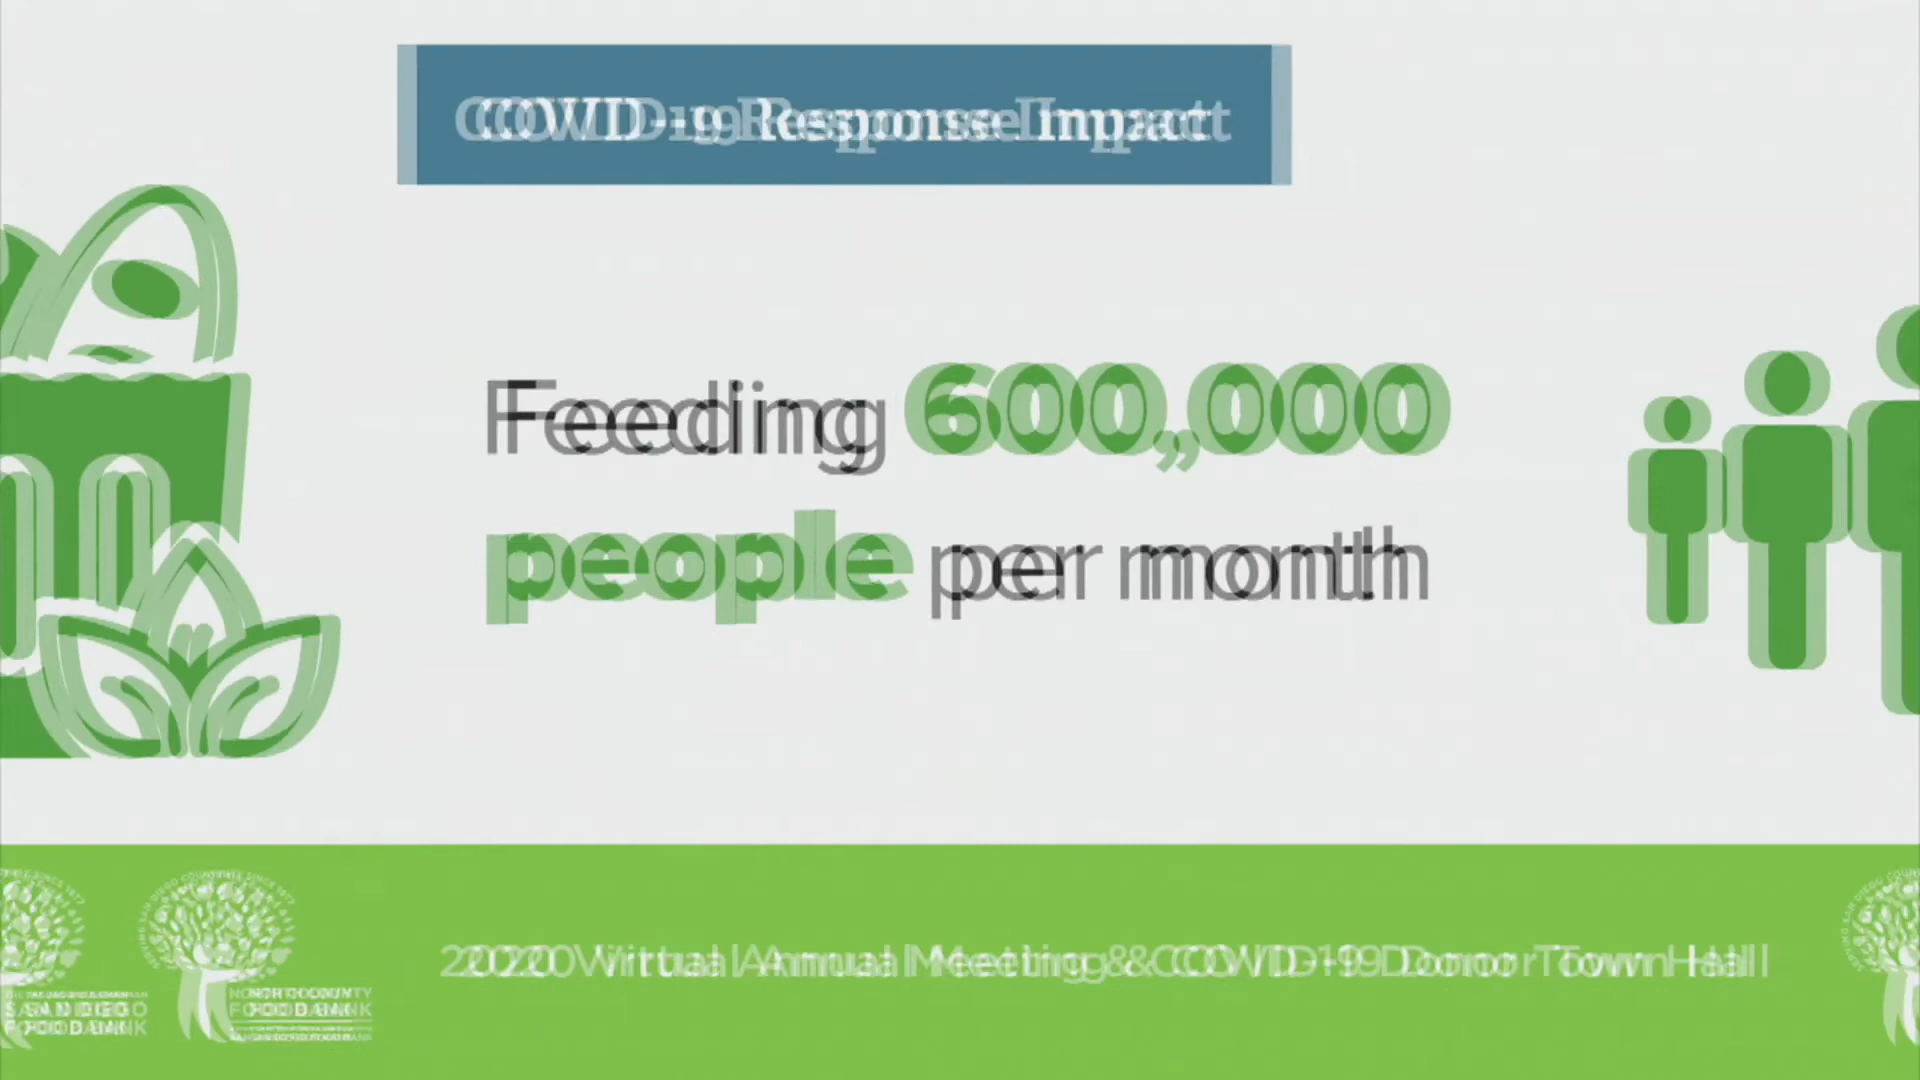 COVID-19 Response Impact
Feeding 600,000
people per month
2020 Virtual Annual Meeting & COVID-19 Donor Town Hall
SAN DIEGO
FOOD BANK
NORTH COUNTY
FOOD BANK